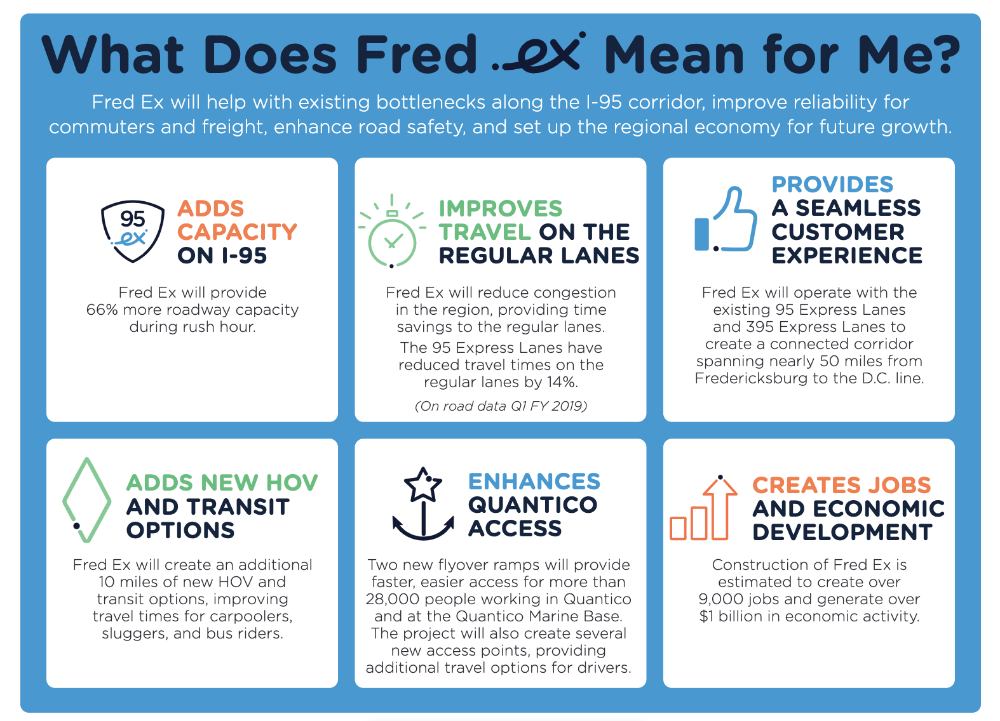 What Does Fred ex Mean for Me?
Fred Ex will help with existing bottlenecks along the I-95 corridor, improve reliability for
commuters and freight, enhance road safety, and set up the regional economy for future growth.
95
ex
ADDS
CAPACITY
ON I-95
Fred Ex will provide
66% more roadway capacity
during rush hour.
IMPROVES
TRAVEL ON THE
REGULAR LANES
Fred Ex will reduce congestion
in the region, providing time
savings to the regular lanes.
The 95 Express Lanes have
reduced travel times on the
regular lanes by 14%.
(On road data Q1 FY 2019)
PROVIDES
A SEAMLESS
CUSTOMER
EXPERIENCE
Fred Ex will operate with the
existing 95 Express Lanes
and 395 Express Lanes to
create a connected corridor
spanning nearly 50 miles from
Fredericksburg to the D.C. line.
ADDS NEW HOV
AND TRANSIT
OPTIONS
Fred Ex will create an additional
10 miles of new HOV and
transit options, improving
travel times for carpoolers,
sluggers, and bus riders.
ENHANCES
QUANTICO
ACCESS
Two new flyover ramps will provide
faster, easier access for more than
28,000 people working in Quantico
and at the Quantico Marine Base.
The project will also create several
new access points, providing
additional travel options for drivers.
CREATES JOBS
AND ECONOMIC
DEVELOPMENT
Construction of Fred Ex is
estimated to create over
9,000 jobs and generate over
$1 billion in economic activity.